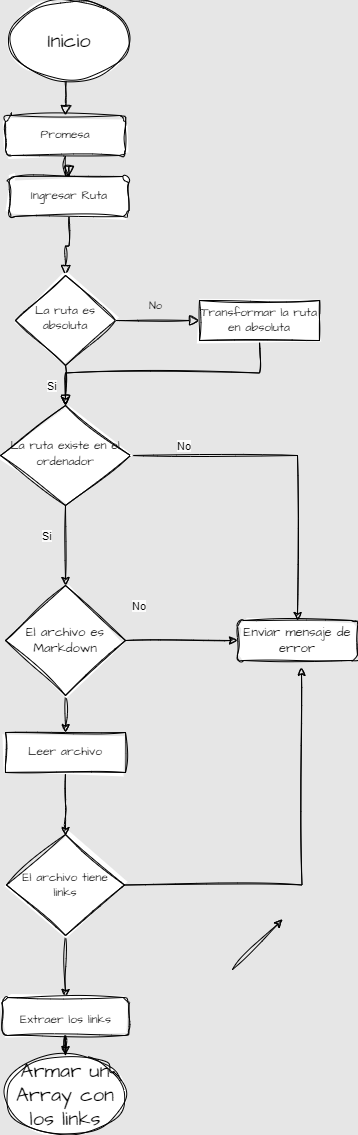 Inicio
Promesa
Ingresar Ruta
La ruta es
absoluta
No
Transformar la ruta
en absoluta
Si
La ruta existe en el
ordenador
No
Si
No
El archivo es
Markdown
Enviar mensaje de
error
Leer archivo
El archivo tiene
links
Extraer los links
Armar un
Array con
los links